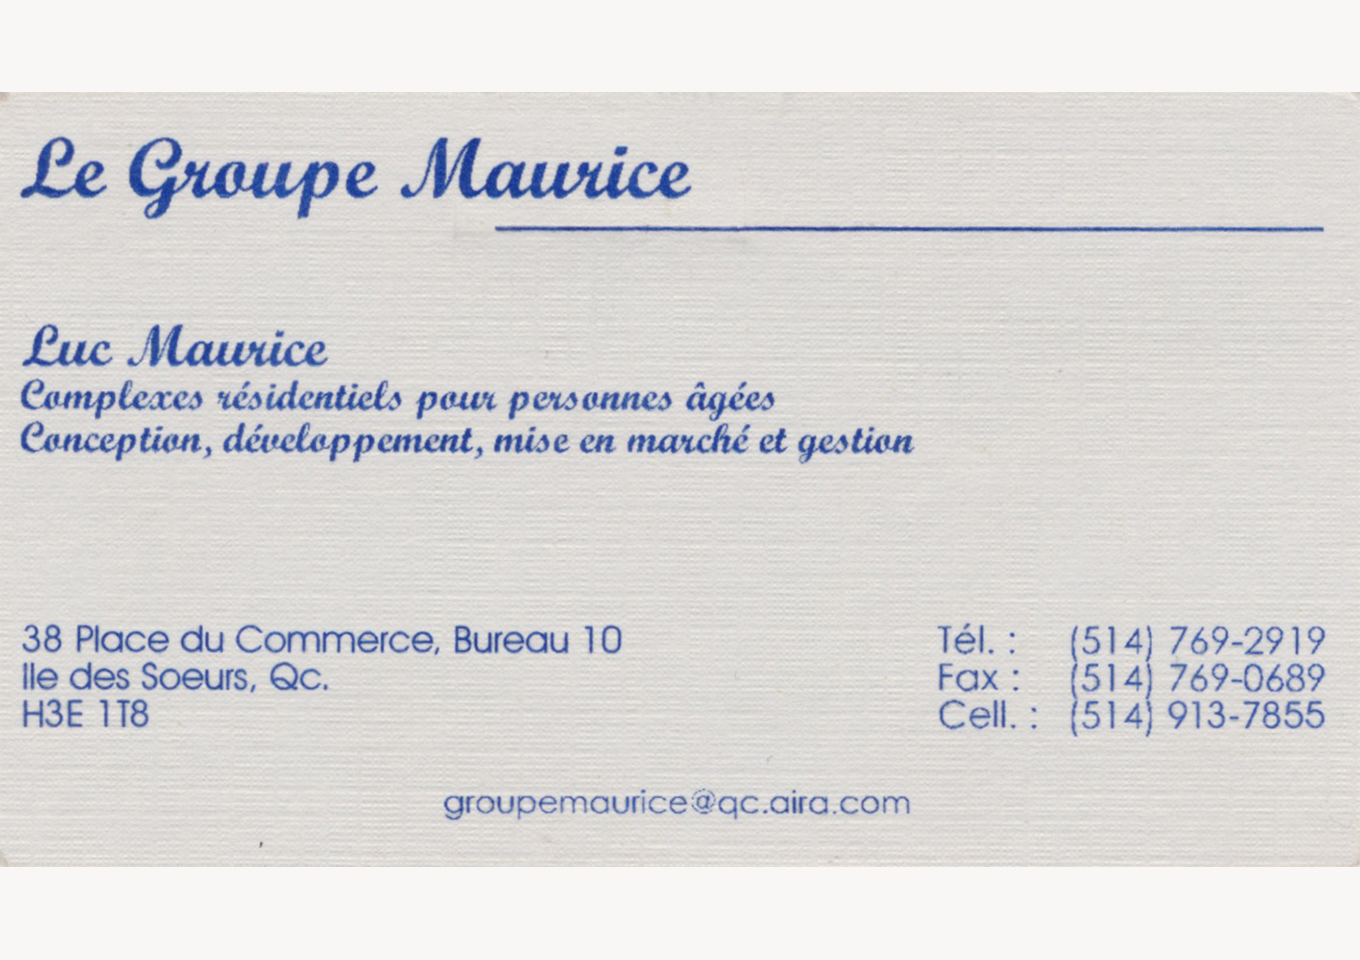 Le Groupe Maurice
Luc Maurice
Complexes résidentiels pour personnes âgées
Conception, développement, mise en marché et gestion
38 Place du Commerce, Bureau 10
Ile des Soeurs, Qc.
H3E 1T8
Tél. : (514) 769-2919
Fax : (514) 769-0689
Cell. : (514) 913-7855
groupemaurice@qc.aira.com